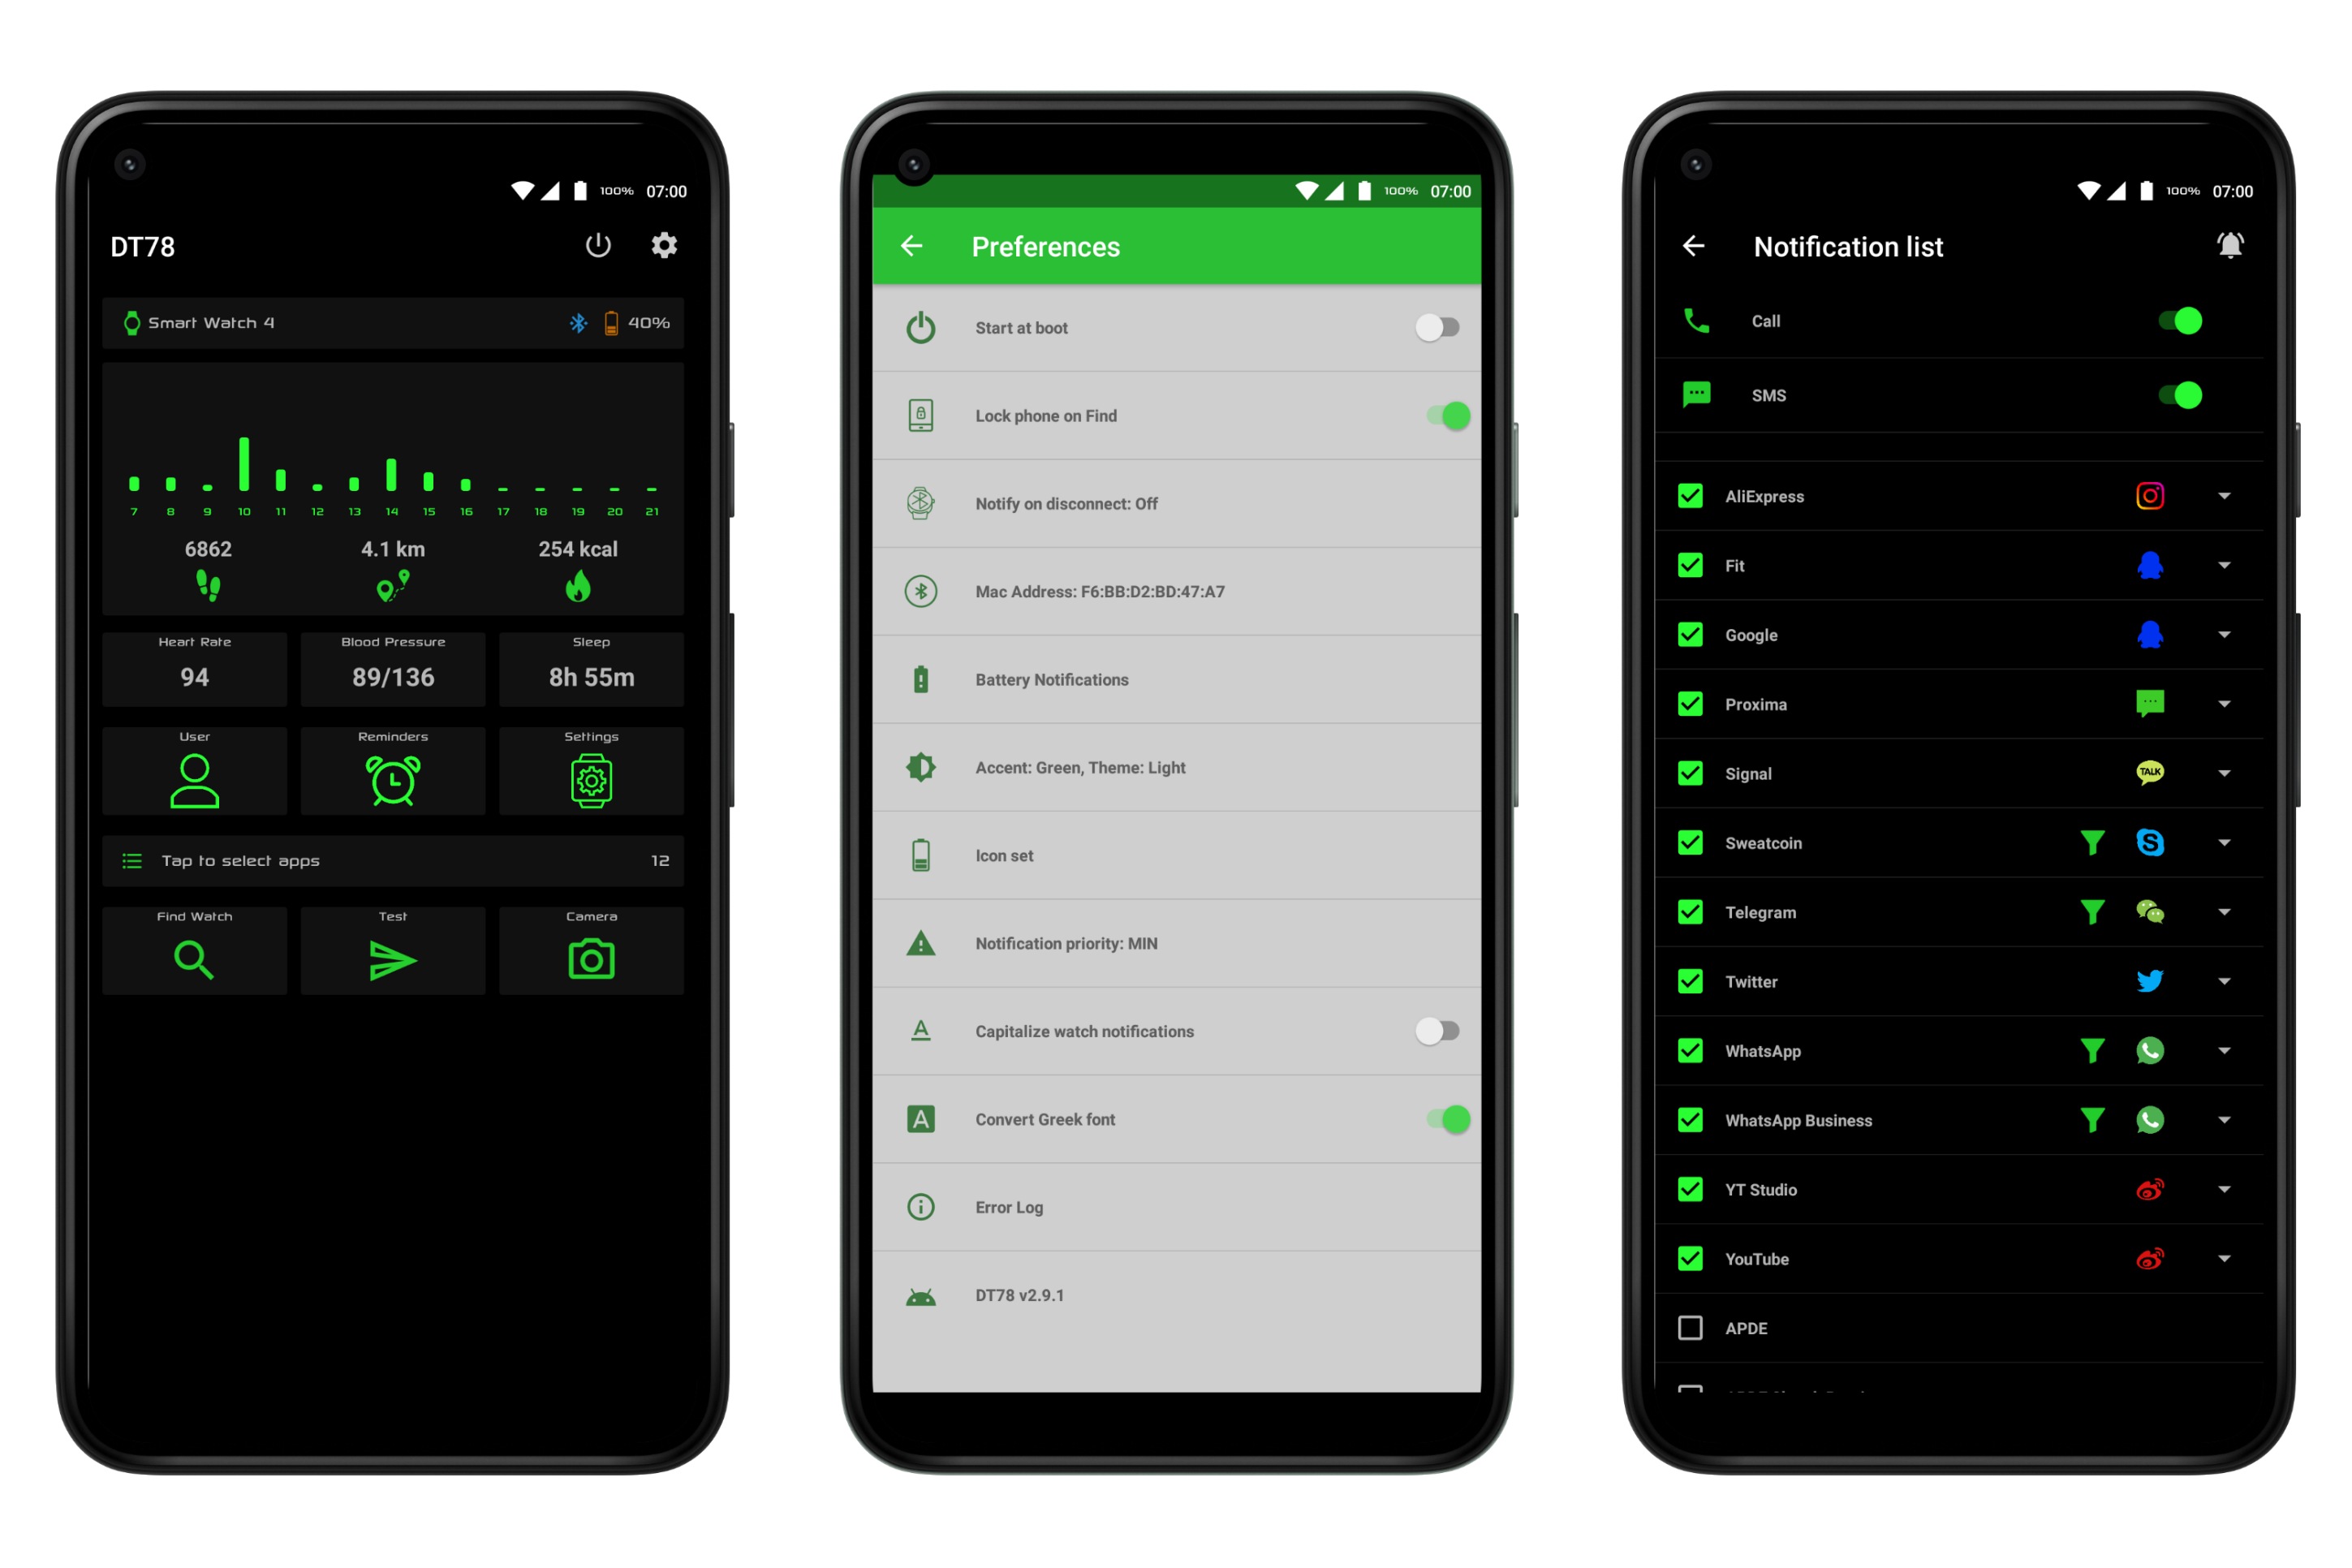 100% 07:00
DT78
Smart Watch 4 40%
7 8 9 10 11 12 13 14 15 16 17 18 19 20 21
6862 4.1 km 254 kcal
Heart Rate Blood Pressure Sleep
94 89/136 8h 55m
User Reminders Settings
Tap to select apps 12
Find Watch Test Camera
100% 07:00
Preferences
Start at boot
Lock phone on Find
Notify on disconnect: Off
Mac Address: F6:BB:D2:BD:47:A7
Battery Notifications
Accent: Green, Theme: Light
Icon set
Notification priority: MIN
A Capitalize watch notifications
A Convert Greek font
Error Log
DT78 v2.9.1
100% 07:00
Notification list
Call
SMS
AliExpress
Fit
Google
Proxima
Signal TALK
Sweatcoin S
Telegram
Twitter
WhatsApp
WhatsApp Business
YT Studio
YouTube
APDE